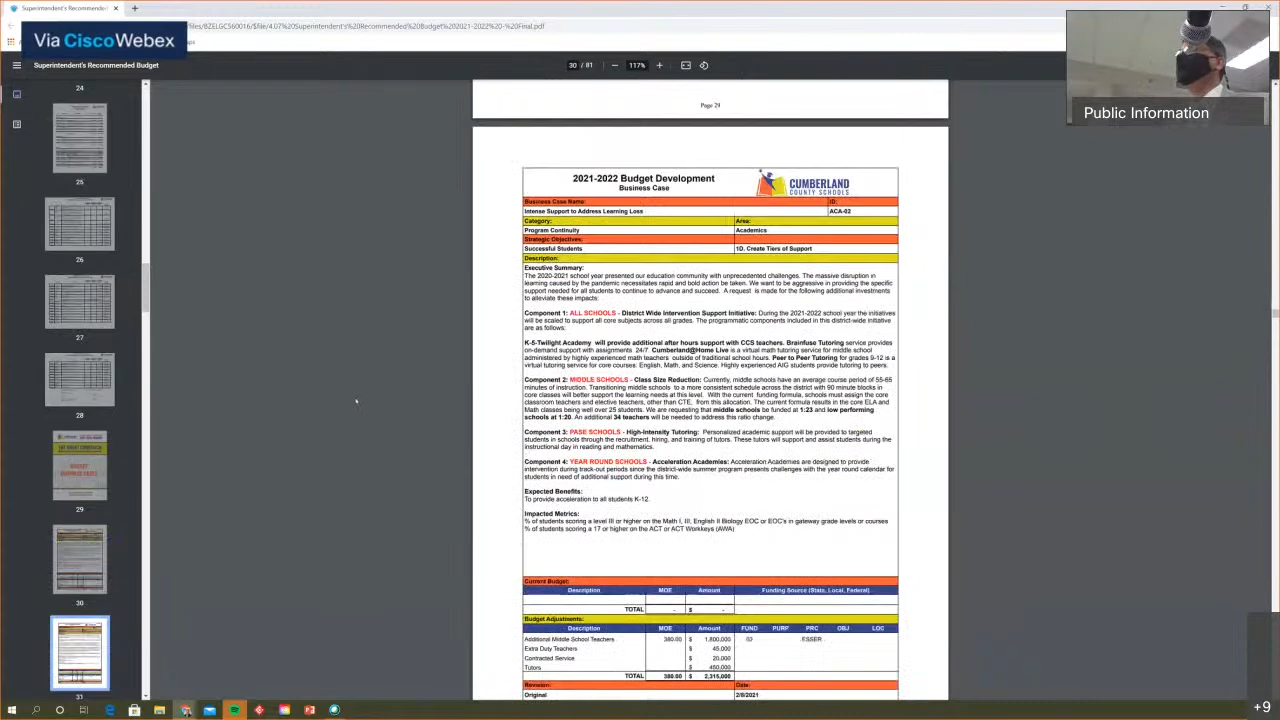 Superintendent's Recommended
files/BZELGC560016/$file/4.07%20Superintendent's%20Recommended%20Budget%202021-2022%20-%20Final.pdf
Via Cisco Webex
Superintendent's Recommended Budget
30 / 81
117%
Public Information
24
25
26
27
28
29
30
31
Page 29
2021-2022 Budget Development
Business Case
CUMBERLAND
COUNTY SCHOOLS
Business Case Name: ID:
Intense Support to Address Learning Loss ACA-03
Category: Area:
Program Continuity Academics
Strategic Objectives:
Successful Students 1D. Create Tiers of Support
Description:
Executive Summary:
The 2020-2021 school year presented our education community with unprecedented challenges. The massive disruption in
learning caused by the pandemic necessitates rapid and bold action be taken. We want to be aggressive in providing the specific
support needed for all students to continue to advance and succeed. A request is made for the following additional investments
to alleviate these impacts:
Component 1: ALL SCHOOLS - District Wide Intervention Support Initiative: During the 2021-2022 school year the initiatives
will be scaled to support all core subjects across all grades. The programmatic components included in this district-wide initiative
are as follows:
K-5-Twilight Academy will provide additional after hours support with CCS teachers. Brainfuse Tutoring service provides
on-demand support with assignments 24/7 Cumberland@Home Live is a virtual math tutoring service for middle school
administered by highly experienced math teachers outside of traditional school hours. Peer to Peer Tutoring for grades 9-12 is a
virtual tutoring service for core courses: English, Math, and Science. Highly experienced AIG students provide tutoring to peers.
Component 2: MIDDLE SCHOOLS - Class Size Reduction: Currently, middle schools have an average course period of 55-65
minutes of instruction. Transitioning middle schools to a more consistent schedule across the district with 90 minute blocks in
core classes will better support the learning needs at this level. With the current funding formula, schools must assign the core
classroom teachers and elective teachers, other than CTE, from this allocation. The current formula results in the core ELA and
Math classes being well over 25 students. We are requesting that middle schools be funded at 1:23 and low performing
schools at 1:20. An additional 34 teachers will be needed to address this ratio change.
Component 3: PASE SCHOOLS - High-Intensity Tutoring: Personalized academic support will be provided to targeted
students in schools through the recruitment, hiring, and training of tutors. These tutors will support and assist students during the
instructional day in reading and mathematics.
Component 4: YEAR ROUND SCHOOLS - Acceleration Academies: Acceleration Academies are designed to provide
intervention during track-out periods since the district-wide summer program presents challenges with the year round calendar for
students in need of additional support during this time.
Expected Benefits:
To provide acceleration to all students K-12.
Impacted Metrics:
% of students scoring a level III or higher on the Math I, III, English II Biology EOC or EOC's in gateway grade levels or courses
% of students scoring a 17 or higher on the ACT or ACT Workkeys (AWA)
Current Budget:
Description MOE Amount Funding Source (State, Local, Federal)
TOTAL - $ -
Budget Adjustments:
Description MOE Amount FUND PURP PRC OBJ LOC
Additional Middle School Teachers 380.00 $ 1,800,000 03 ESSER
Extra Duty Teachers $ 45,000
Contracted Service $ 20,000
Tutors $ 450,000
TOTAL 380.00 $ 2,315,000
Revision: Date:
Original 2/8/2021
+9